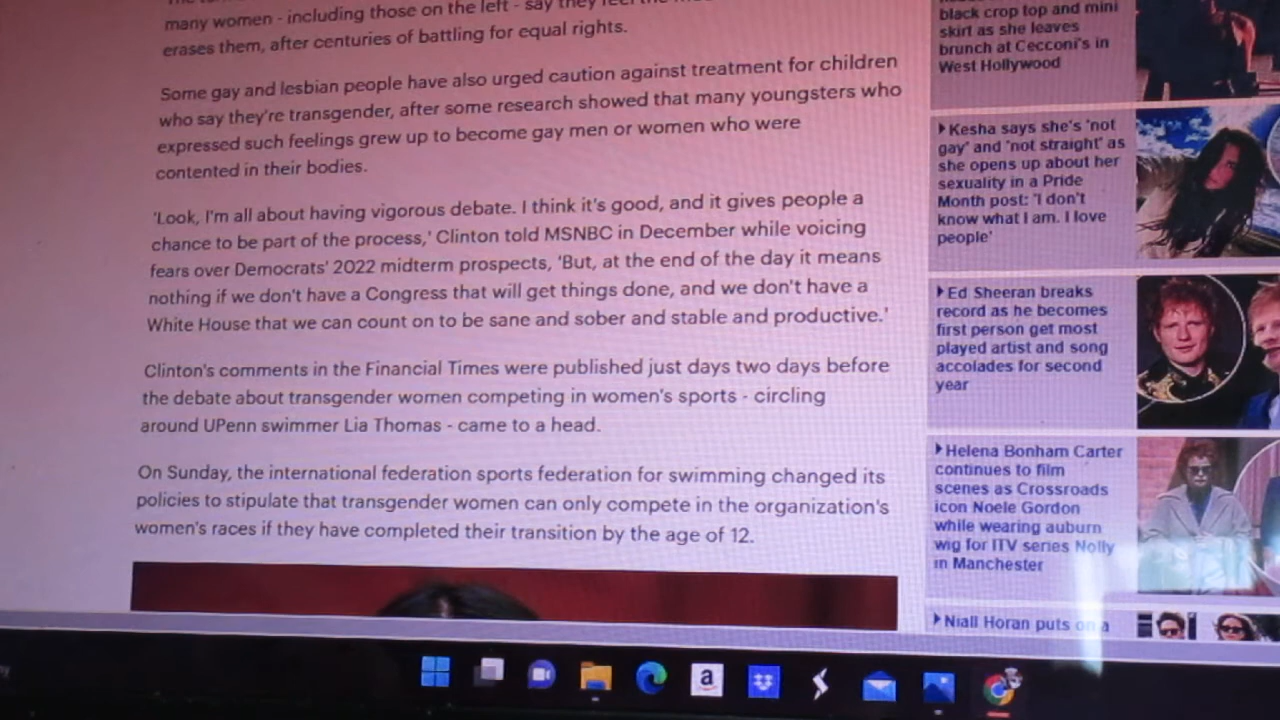 many women - including those on the left - say they feel the
erases them, after centuries of battling for equal rights.
Some gay and lesbian people have also urged caution against treatment for children
who say they're transgender, after some research showed that many youngsters who
expressed such feelings grew up to become gay men or women who were
contented in their bodies.
'Look, I'm all about having vigorous debate. I think it's good, and it gives people a
chance to be part of the process,' Clinton told MSNBC in December while voicing
fears over Democrats' 2022 midterm prospects, 'But, at the end of the day it means
nothing if we don't have a Congress that will get things done, and we don't have a
White House that we can count on to be sane and sober and stable and productive.'
Clinton's comments in the Financial Times were published just days two days before
the debate about transgender women competing in women's sports - circling
around UPenn swimmer Lia Thomas - came to a head.
On Sunday, the international federation sports federation for swimming changed its
policies to stipulate that transgender women can only compete in the organization's
women's races if they have completed their transition by the age of 12.
black crop top and mini
skirt as she leaves
brunch at Cecconi's in
West Hollywood
Kesha says she's 'not
gay' and 'not straight' as
she opens up about her
sexuality in a Pride
Month post: 'I don't
know what I am. I love
people'
Ed Sheeran breaks
record as he becomes
first person get most
played artist and song
accolades for second
year
Helena Bonham Carter
continues to film
scenes as Crossroads
icon Noele Gordon
while wearing auburn
wig for ITV series Nolly
in Manchester
Niall Horan puts on a
a